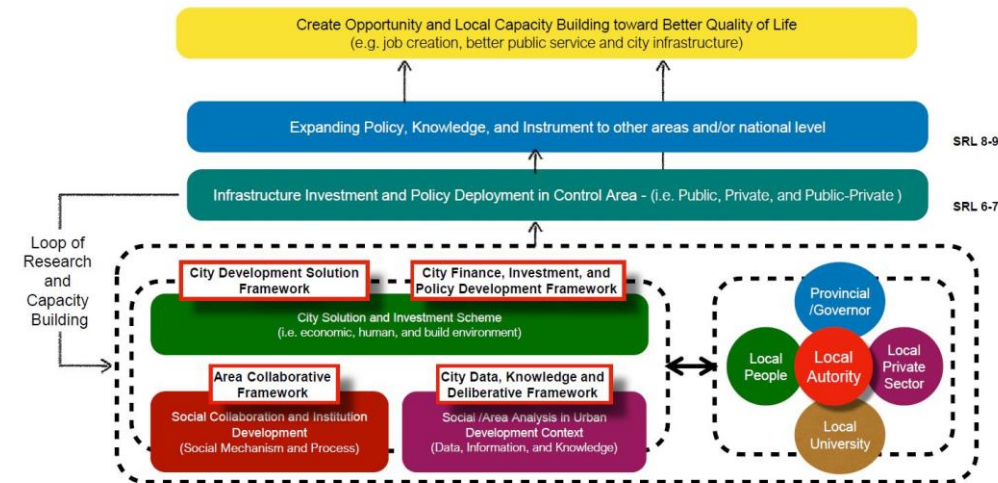 Create Opportunity and Local Capacity Building toward Better Quality of Life
(e.g. job creation, better public service and city infrastructure)
Expanding Policy, Knowledge, and Instrument to other areas and/or national level
SRL 8-9
Infrastructure Investment and Policy Deployment in Control Area - (i.e. Public, Private, and Public-Private )
SRL 6-7
Loop of
Research
and
Capacity
Building
City Development Solution
Framework
City Finance, Investment, and
Policy Development Framework
City Solution and Investment Scheme
(i.e. economic, human, and build environment)
Area Collaborative
Framework
City Data, Knowledge and
Deliberative Framework
Social Collaboration and Institution
Development
(Social Mechanism and Process)
Social /Area Analysis in Urban
Development Context
(Data, Information, and Knowledge)
Provincial
/Governor
Local
People
Local
Autority
Local
Private
Sector
Local
University